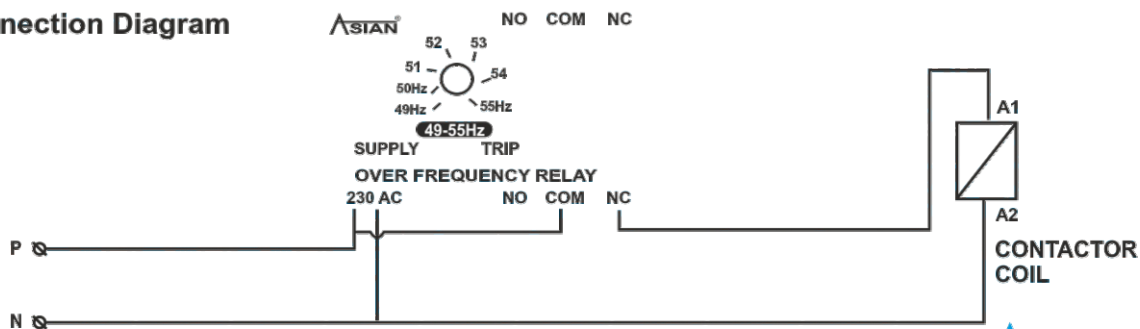 nection Diagram
ASIAN®
NO COM NC
52 53
51 54
50Hz
49Hz 55Hz
49-55Hz
SUPPLY TRIP
OVER FREQUENCY RELAY
230 AC NO COM NC
A1
A2
P
CONTACTOR
COIL
N